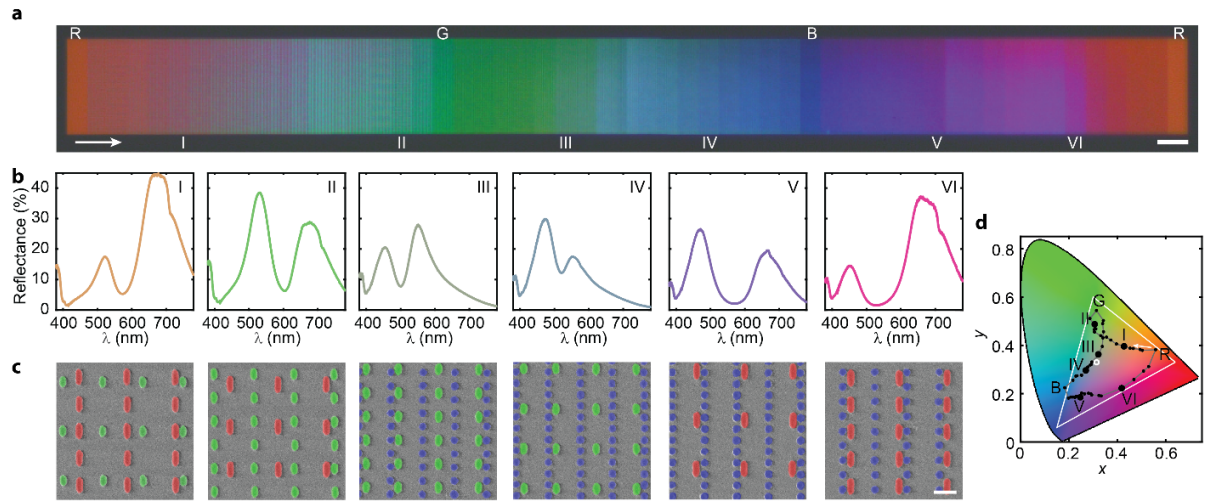 a
R G B R
I II III IV V VI
b
I II III IV V VI
Reflectance (%)
40
30
20
10
0
400 500 600 700 400 500 600 700 400 500 600 700 400 500 600 700 400 500 600 700 400 500 600 700
λ (nm) λ (nm) λ (nm) λ (nm) λ (nm) λ (nm)
c
d
y
0.8
0.6
0.4
0.2
0
G
II
I
III
R
IV
B
V
VI
0 0.2 0.4 0.6
x